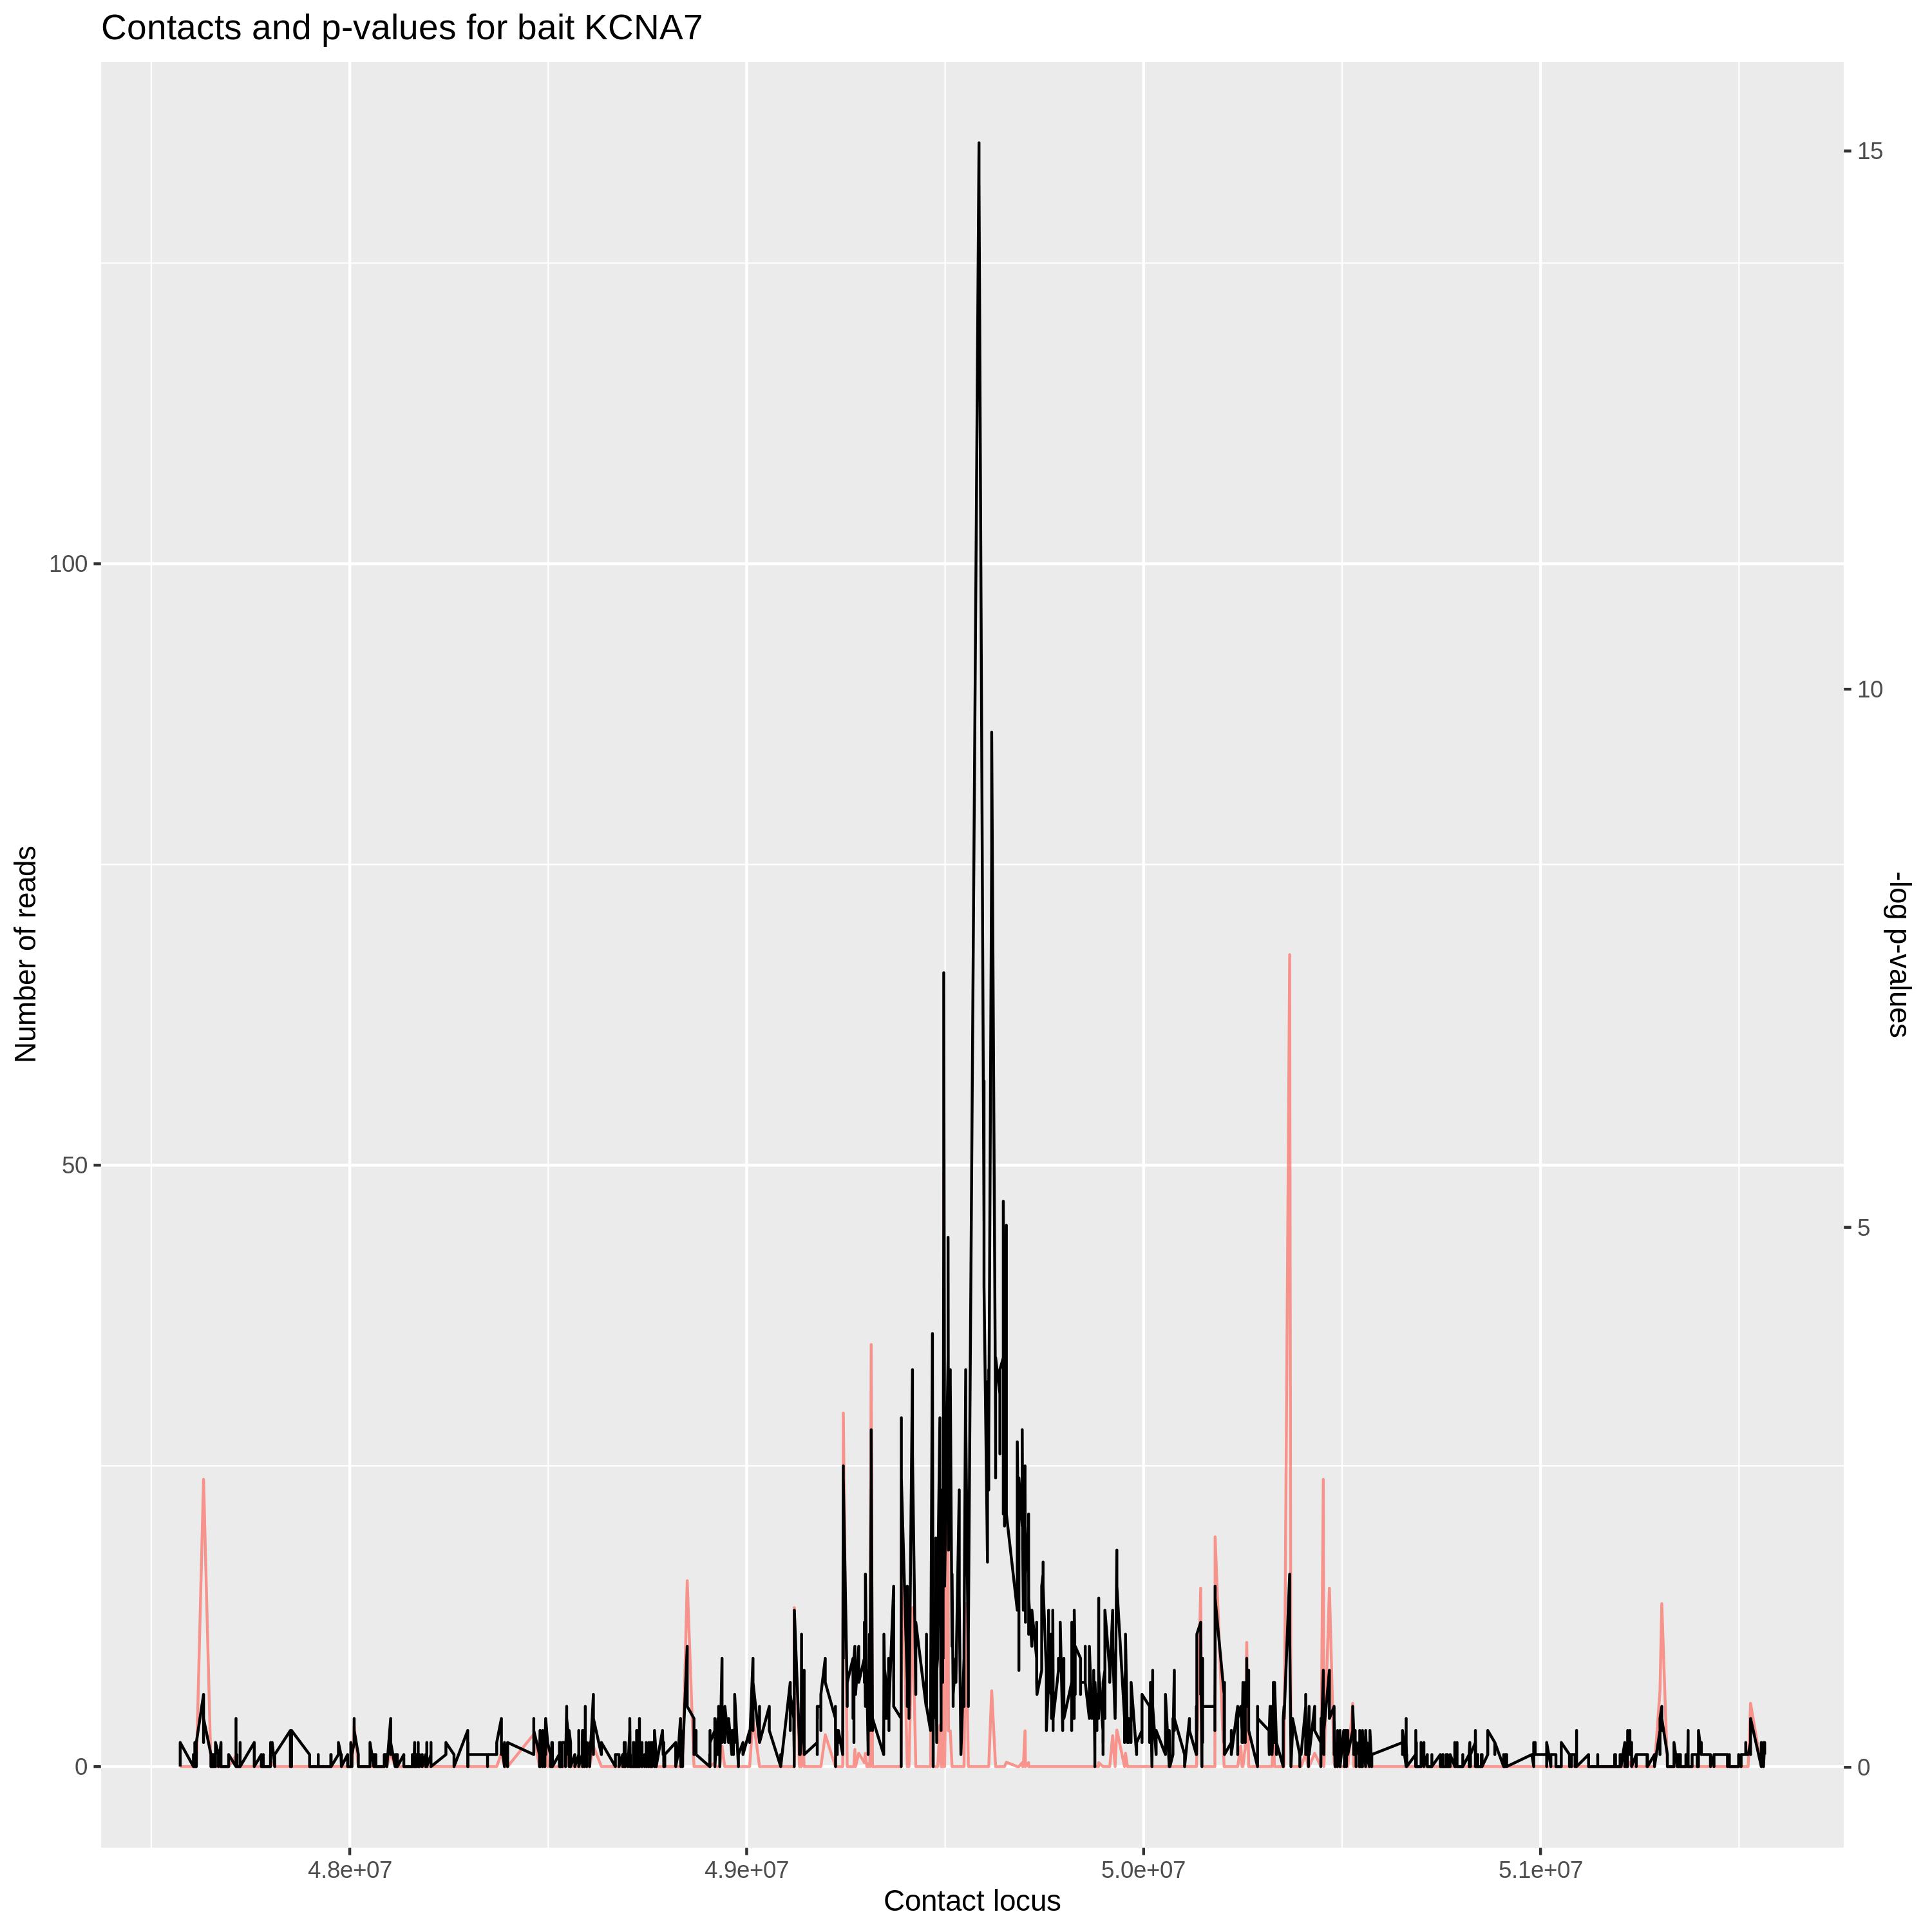 Contacts and p-values for bait KCNA7
Number of reads
100
50
0
15
10
5
0
-log p-values
4.8e+07
4.9e+07
5.0e+07
5.1e+07
Contact locus